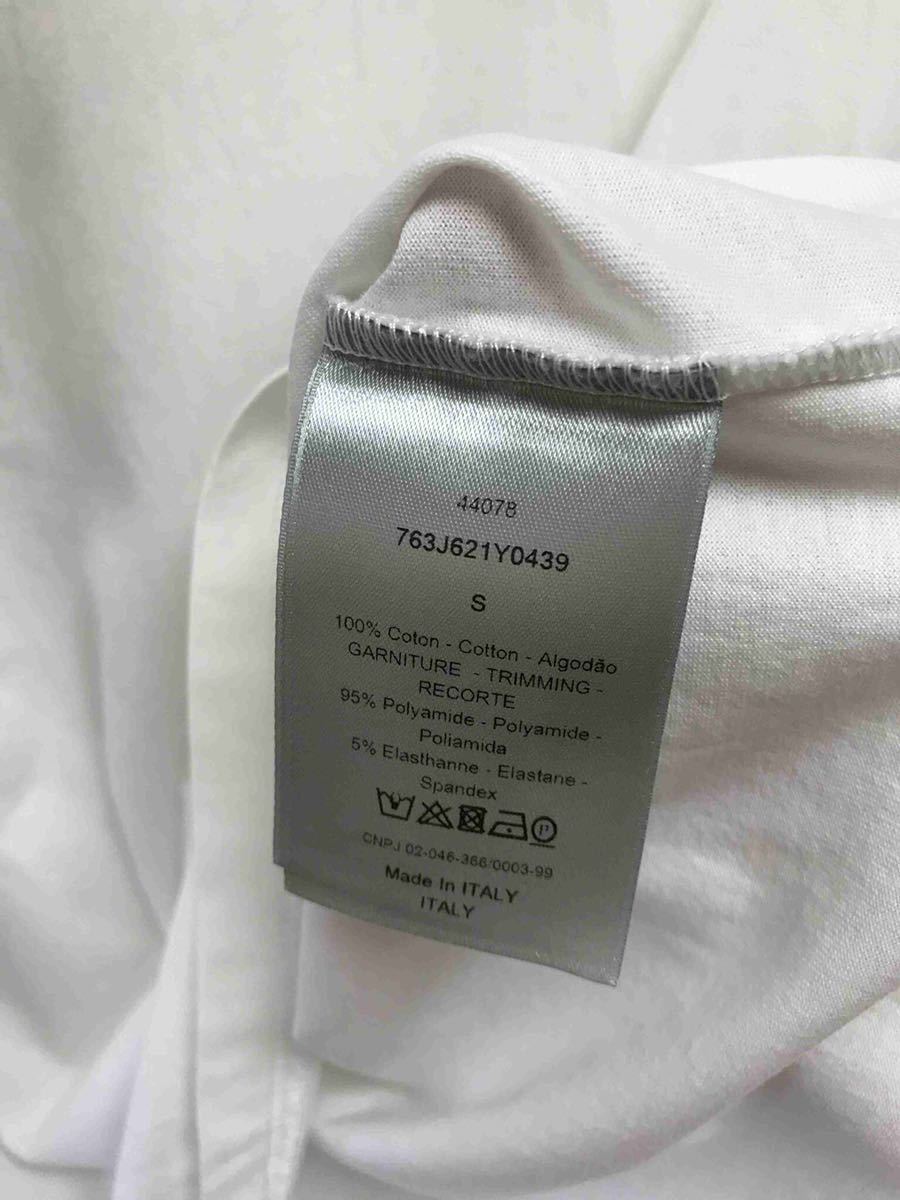 44078
763J621Y0439
S
100% Coton - Cotton - Algodão
GARNITURE - TRIMMING -
RECORTE
95% Polyamide - Polyamide -
Poliamida
5% Elasthanne - Elastane -
Spandex
P
CNPJ 02-046-366/0003-99
Made In ITALY
ITALY